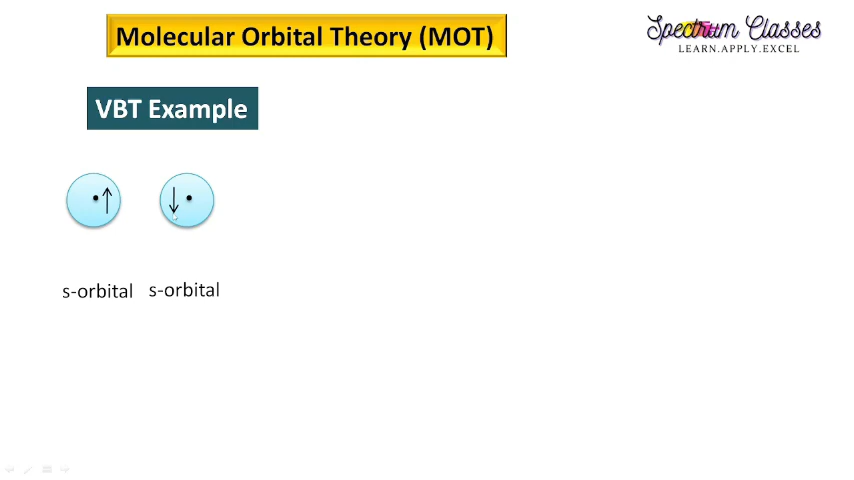 Molecular Orbital Theory (MOT)
Spectrum Classes
LEARN.APPLY.EXCEL
VBT Example
s-orbital s-orbital